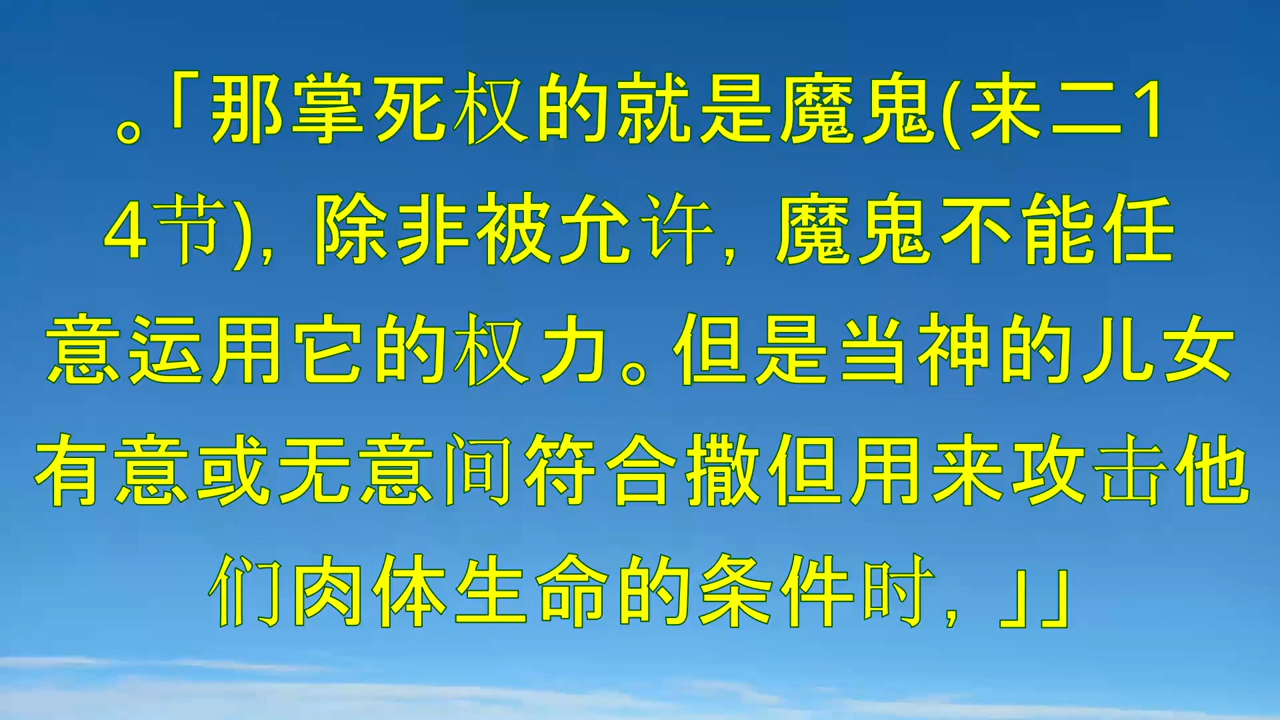 。「那掌死权的就是魔鬼(来二1
4节)，除非被允许，魔鬼不能任
意运用它的权力。但是当神的儿女
有意或无意间符合撒但用来攻击他
们肉体生命的条件时，」」